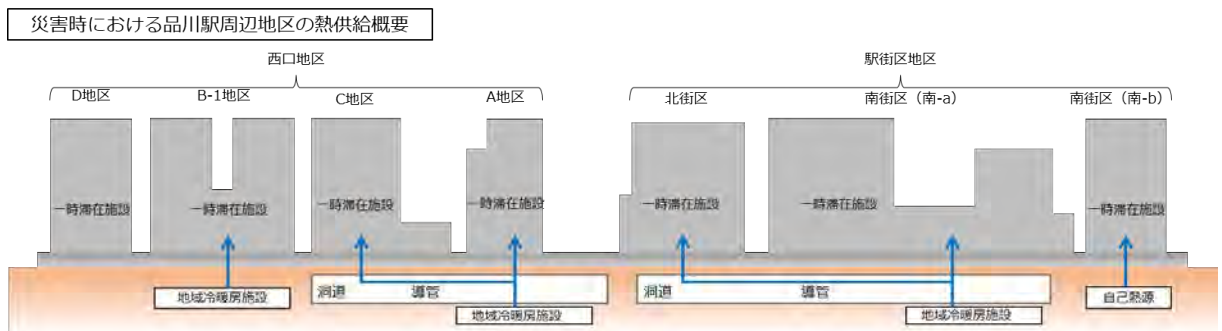 災害時における品川駅周辺地区の熱供給概要
西口地区
駅街区地区
D地区
B-1地区
C地区
A地区
北街区
南街区（南-a）
南街区（南-b）
一時滞在施設
一時滞在施設
一時滞在施設
一時滞在施設
一時滞在施設
一時滞在施設
一時滞在施設
地域冷暖房施設
洞道
導管
地域冷暖房施設
洞道
導管
地域冷暖房施設
自己熱源